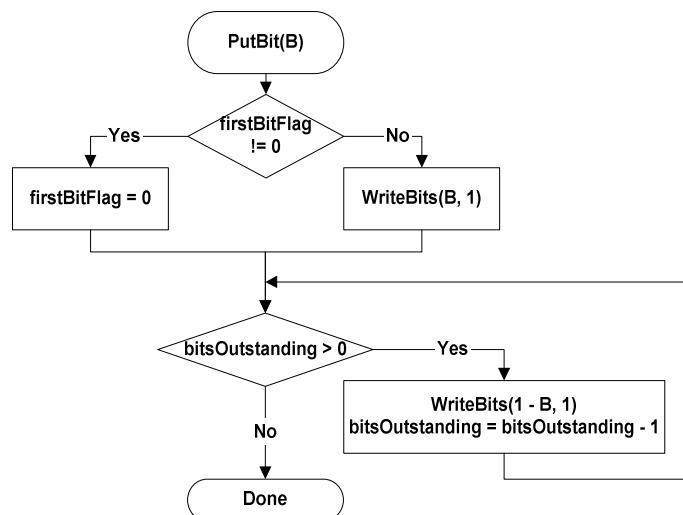 PutBit(B)
firstBitFlag
!= 0
Yes
No
firstBitFlag = 0
WriteBits(B, 1)
bitsOutstanding > 0
Yes
WriteBits(1 - B, 1)
bitsOutstanding = bitsOutstanding - 1
No
Done